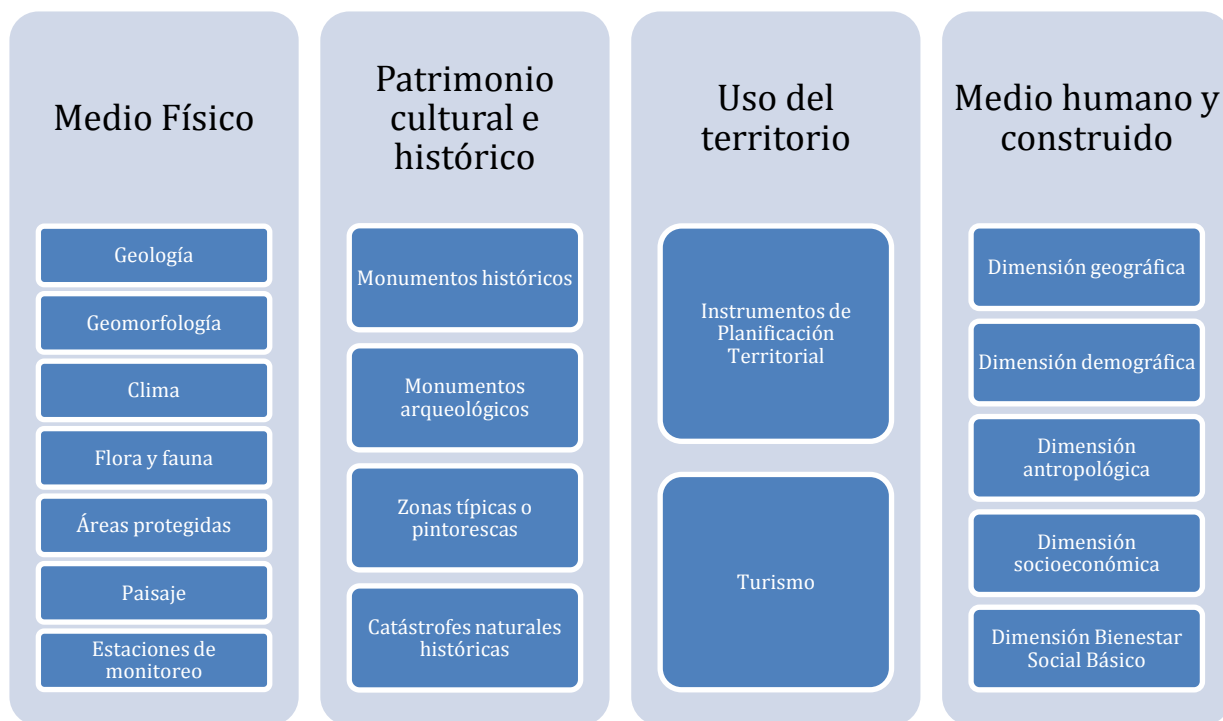 Medio Físico
Geología
Geomorfología
Clima
Flora y fauna
Áreas protegidas
Paisaje
Estaciones de
monitoreo
Patrimonio
cultural e
histórico
Monumentos históricos
Monumentos
arqueológicos
Zonas típicas o
pintorescas
Catástrofes naturales
históricas
Uso del
territorio
Instrumentos de
Planificación
Territorial
Turismo
Medio humano y
construido
Dimensión geográfica
Dimensión demográfica
Dimensión
antropológica
Dimensión
socioeconómica
Dimensión Bienestar
Social Básico